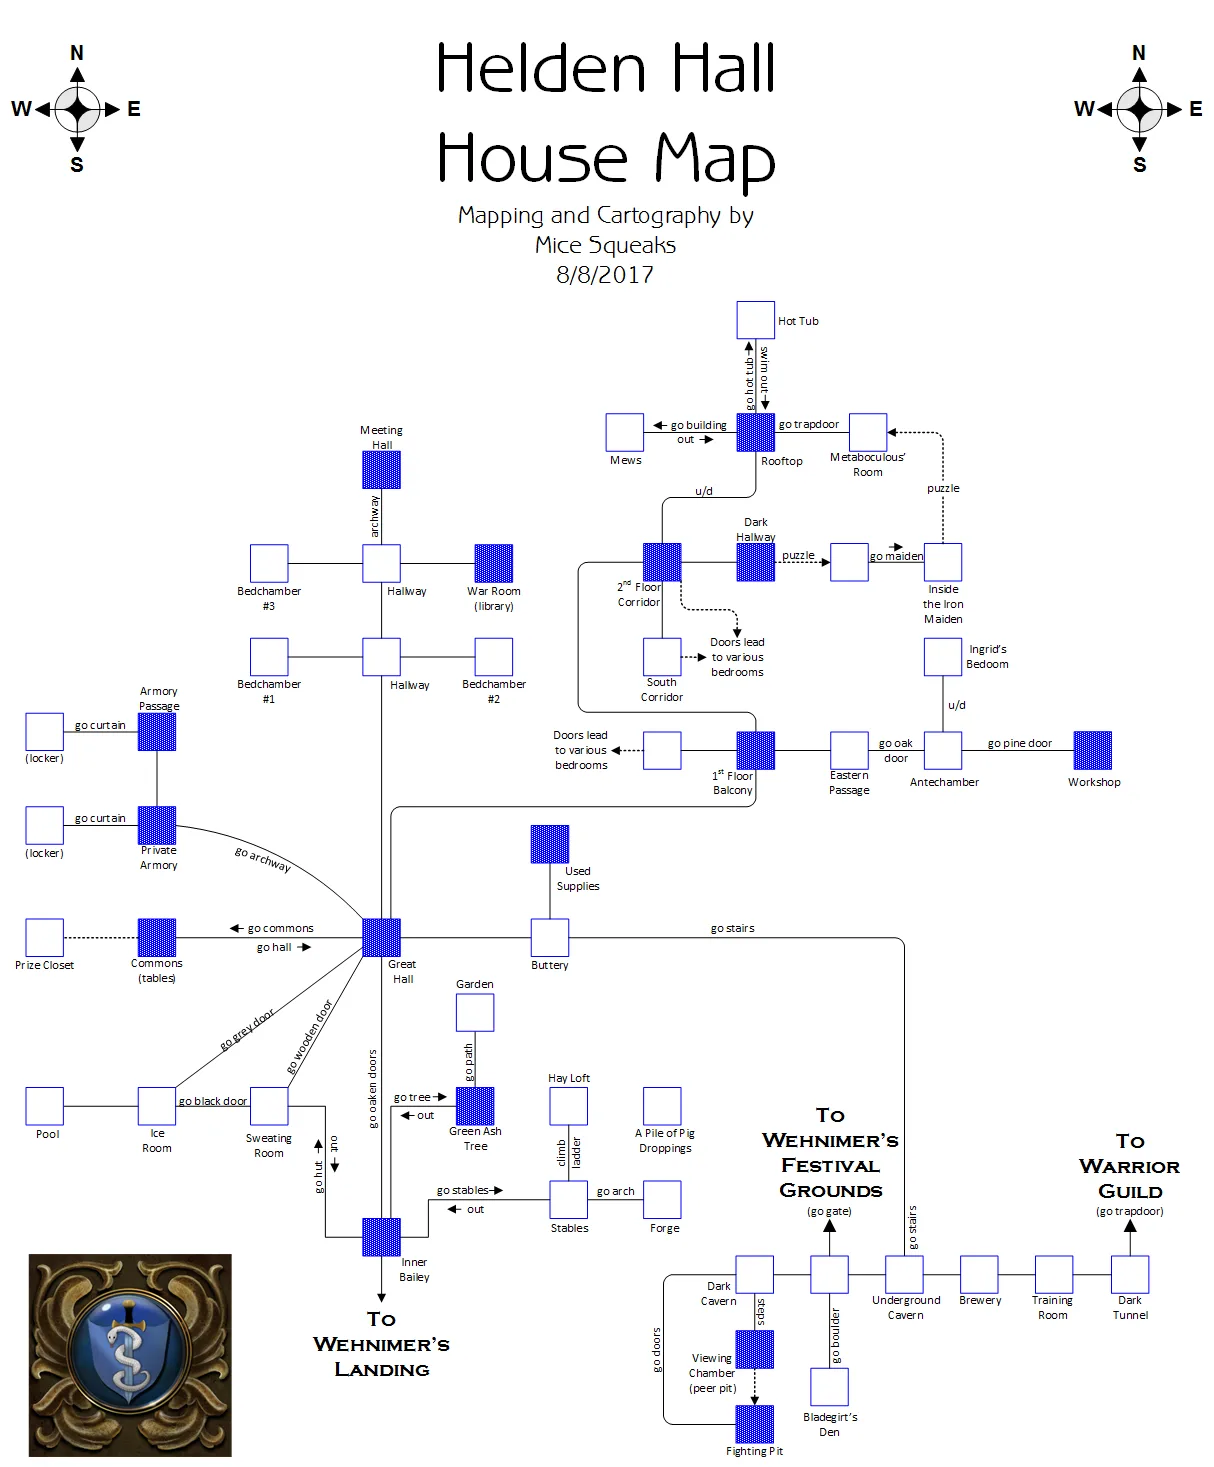 N
W
E
S
Helden Hall
House Map
Mapping and Cartography by
Mice Squeaks
8/8/2017
N
W
E
S
Hot Tub
go hot tub
swim out
go building
out
Mews
Rooftop
go trapdoor
Metaboculous'
Room
puzzle
u/d
Meeting
Hall
archway
Bedchamber
#3
Hallway
War Room
(library)
Bedchamber
#1
Hallway
Bedchamber
#2
Dark
Hallway
puzzle
go maiden
Inside
the Iron
Maiden
2nd Floor
Corridor
South
Corridor
Doors lead
to various
bedrooms
Ingrid's
Bedoom
u/d
Doors lead
to various
bedrooms
1st Floor
Balcony
Eastern
Passage
go oak
door
Antechamber
go pine door
Workshop
Armory
Passage
go curtain
(locker)
go curtain
(locker)
Private
Armory
go archway
Used
Supplies
Prize Closet
Commons
(tables)
go commons
go hall
Great
Hall
Buttery
go stairs
go grey door
go wooden door
go oaken doors
Garden
go path
go tree
out
Green Ash
Tree
Pool
Ice
Room
go black door
Sweating
Room
go hut
out
Hay Loft
climb
ladder
A Pile of Pig
Droppings
go stables
out
Stables
go arch
Forge
Inner
Bailey
To
Wehnimer's
Landing
To
Wehnimer's
Festival
Grounds
(go gate)
To
Warrior
Guild
(go trapdoor)
go stairs
Dark
Cavern
Underground
Cavern
Brewery
Training
Room
Dark
Tunnel
steps
go boulder
go doors
Viewing
Chamber
(peer pit)
Bladegirt's
Den
Fighting Pit